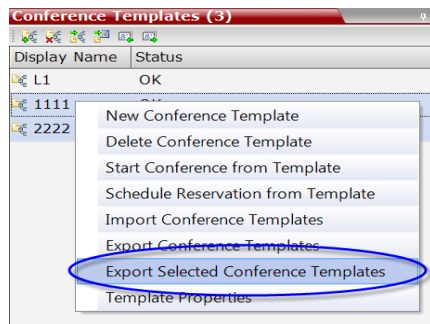 Conference Templates (3)
Display Name Status
L1 OK
1111 OK
2222
New Conference Template
Delete Conference Template
Start Conference from Template
Schedule Reservation from Template
Import Conference Templates
Export Conference Templates
Export Selected Conference Templates
Template Properties